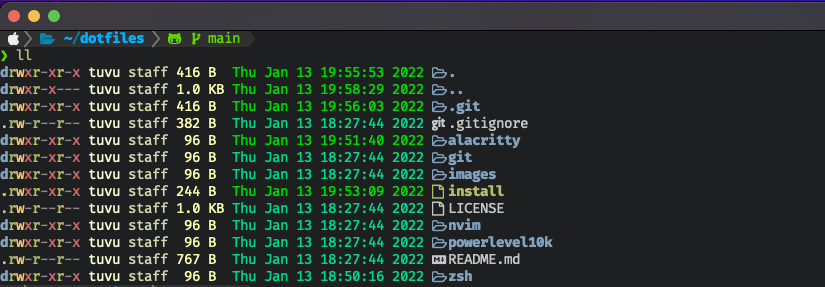 ~/dotfiles main
❯ ll
drwxr-xr-x tuvu staff 416 B Thu Jan 13 19:55:53 2022 .
drwxr-x--- tuvu staff 1.0 KB Thu Jan 13 19:58:29 2022 ..
drwxr-xr-x tuvu staff 416 B Thu Jan 13 19:56:03 2022 .git
.rw-r--r-- tuvu staff 382 B Thu Jan 13 18:27:44 2022 .gitignore
drwxr-xr-x tuvu staff 96 B Thu Jan 13 19:51:40 2022 alacritty
drwxr-xr-x tuvu staff 96 B Thu Jan 13 18:27:44 2022 git
drwxr-xr-x tuvu staff 96 B Thu Jan 13 18:27:44 2022 images
.rwxr-xr-x tuvu staff 244 B Thu Jan 13 19:53:09 2022 install
.rw-r--r-- tuvu staff 1.0 KB Thu Jan 13 18:27:44 2022 LICENSE
drwxr-xr-x tuvu staff 96 B Thu Jan 13 18:27:44 2022 nvim
drwxr-xr-x tuvu staff 96 B Thu Jan 13 18:27:44 2022 powerlevel10k
.rw-r--r-- tuvu staff 767 B Thu Jan 13 18:27:44 2022 README.md
drwxr-xr-x tuvu staff 96 B Thu Jan 13 18:50:16 2022 zsh